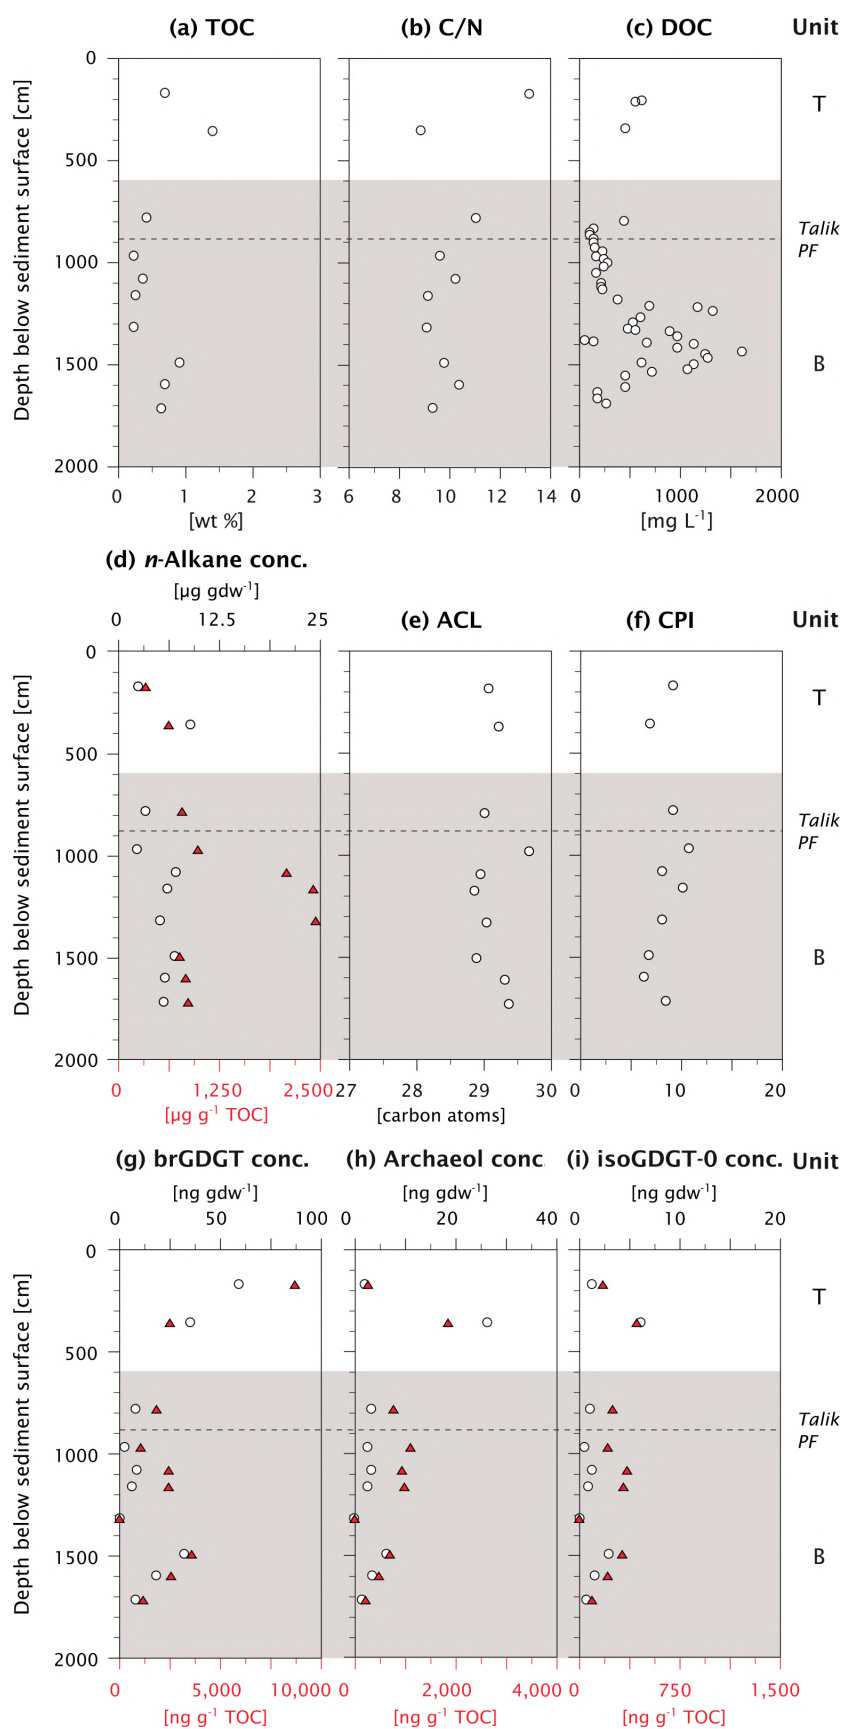 (a) TOC (b) C/N (c) DOC Unit
Depth below sediment surface [cm]
0
500
1000
1500
2000
T
Talik
PF
B
0 1 2 3 6 8 10 12 14 0 1000 2000
[wt %] [mg L⁻¹]
(d) n-Alkane conc.
[µg gdw⁻¹]
0 12.5 25 (e) ACL (f) CPI Unit
Depth below sediment surface [cm]
0
500
1000
1500
2000
T
Talik
PF
B
0 1,250 2,500 27 28 29 30 0 10 20
[µg g⁻¹ TOC] [carbon atoms]
(g) brGDGT conc. (h) Archaeol conc. (i) isoGDGT-0 conc. Unit
[ng gdw⁻¹] [ng gdw⁻¹] [ng gdw⁻¹]
0 50 100 0 20 40 0 10 20
Depth below sediment surface [cm]
0
500
1000
1500
2000
T
Talik
PF
B
0 5,000 10,000 0 2,000 4,000 0 750 1,500
[ng g⁻¹ TOC] [ng g⁻¹ TOC] [ng g⁻¹ TOC]